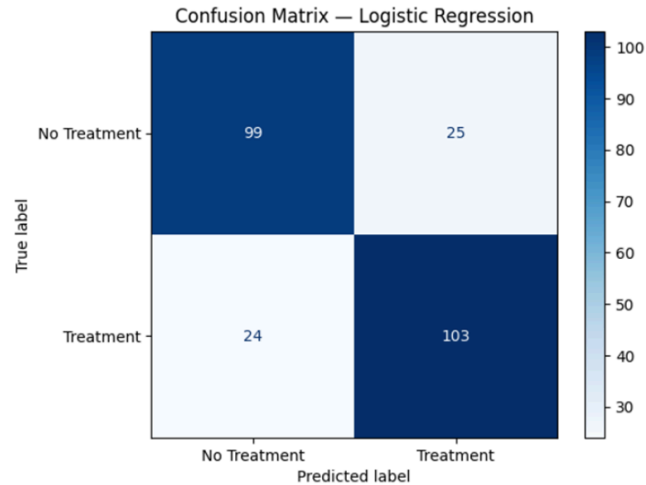 Confusion Matrix — Logistic Regression
True label
No Treatment
99
25
Treatment
24
103
No Treatment
Treatment
Predicted label
100
90
80
70
60
50
40
30